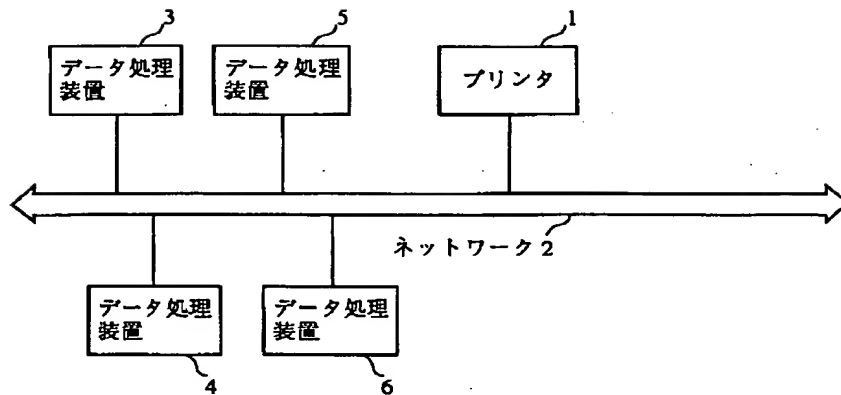 3
5
1
データ処理
装置
データ処理
装置
プリンタ
ネットワーク2
データ処理
装置
データ処理
装置
4
6